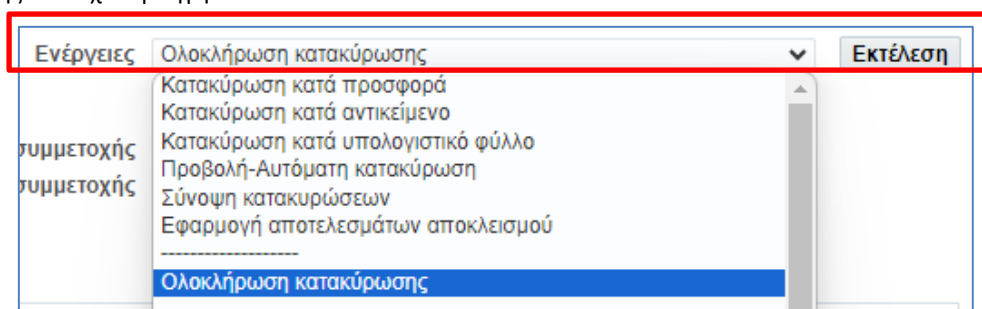 Ενέργειες Ολοκλήρωση κατακύρωσης Εκτέλεση
Κατακύρωση κατά προσφορά
Κατακύρωση κατά αντικείμενο
συμμετοχής Κατακύρωση κατά υπολογιστικό φύλλο
συμμετοχής Προβολή-Αυτόματη κατακύρωση
Σύνοψη κατακυρώσεων
Εφαρμογή αποτελεσμάτων αποκλεισμού
-------------------
Ολοκλήρωση κατακύρωσης